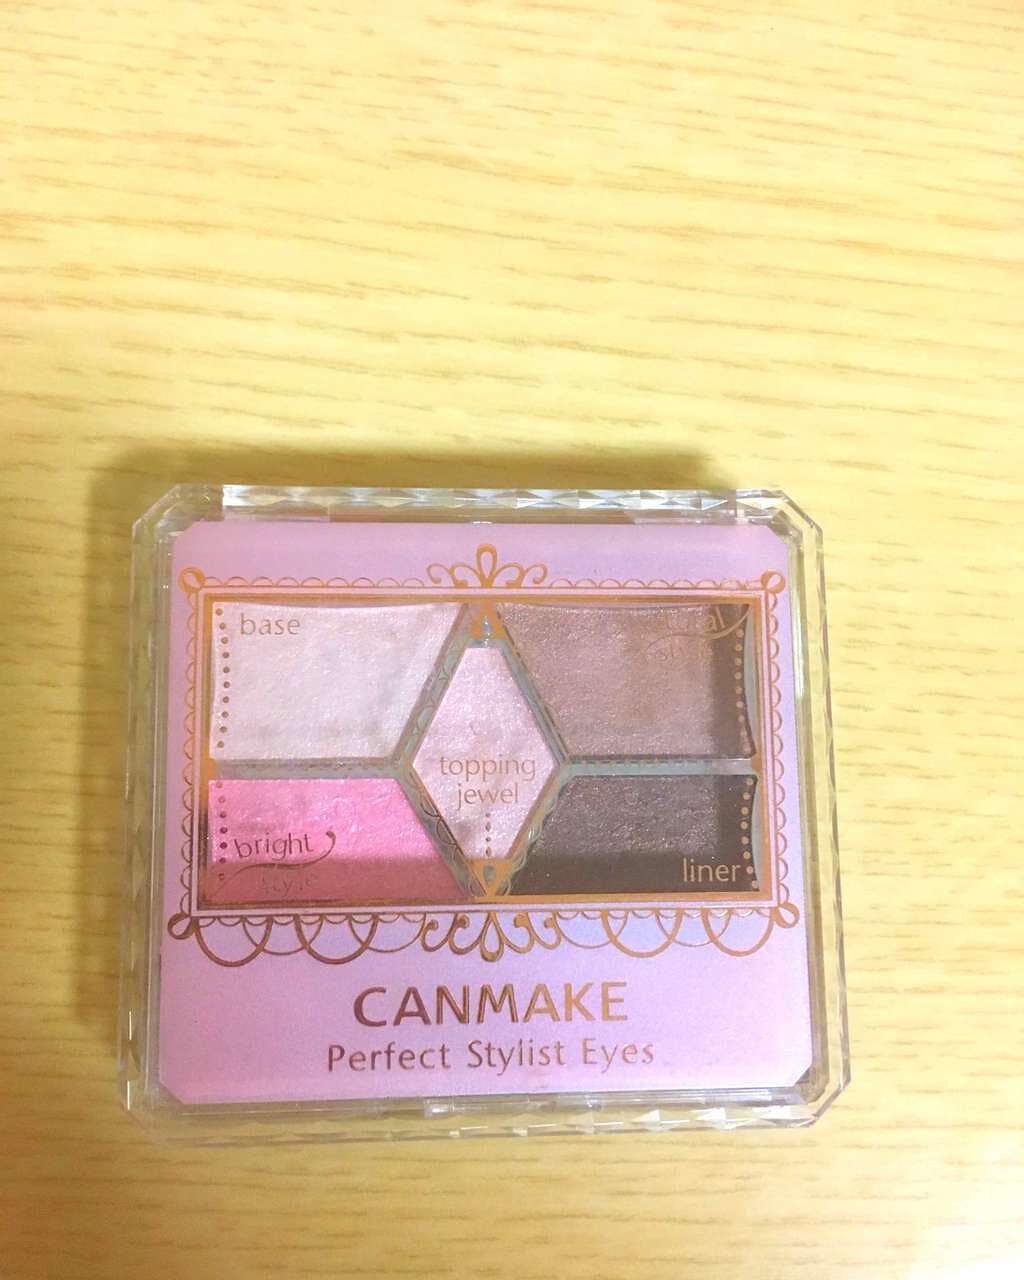 base
topping
jewel
bright
style
liner
CANMAKE
Perfect Stylist Eyes